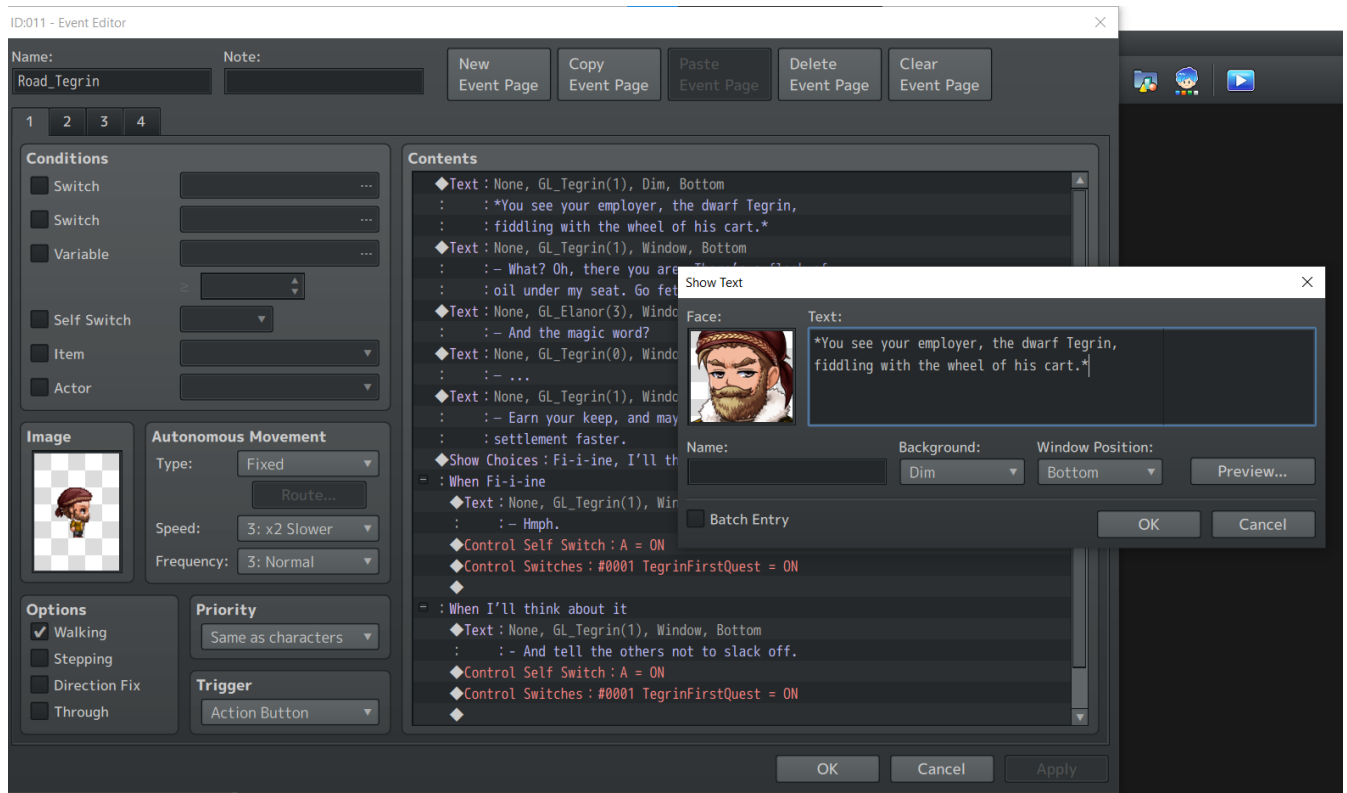 ID:011 - Event Editor
Name:
Note:
Road_Tegrin
New Event Page
Copy Event Page
Paste Event Page
Delete Event Page
Clear Event Page
1 2 3 4
Conditions
Switch
Switch
Variable
≥
Self Switch
Item
Actor
Image
Autonomous Movement
Type: Fixed
Route...
Speed: 3: x2 Slower
Frequency: 3: Normal
Options
Walking
Stepping
Direction Fix
Through
Priority
Same as characters
Trigger
Action Button
Contents
◆Text：None, GL_Tegrin(1), Dim, Bottom
: :*You see your employer, the dwarf Tegrin,
: :fiddling with the wheel of his cart.*
◆Text：None, GL_Tegrin(1), Window, Bottom
: :– What? Oh, there you are.
: :oil under my seat. Go
◆Text：None, GL_Elanor(3),
: :– And the magic word?
◆Text：None, GL_Tegrin(0),
: :– ...
◆Text：None, GL_Tegrin(1),
: :– Earn your keep, and
: :settlement faster.
◆Show Choices：Fi-i-ine, I’ll
: When Fi-i-ine
◆Text：None, GL_Tegrin(1),
: :– Hmph.
◆Control Self Switch：A = ON
◆Control Switches：#0001 TegrinFirstQuest = ON
◆
: When I’ll think about it
◆Text：None, GL_Tegrin(1), Window, Bottom
: :- And tell the others not to slack off.
◆Control Self Switch：A = ON
◆Control Switches：#0001 TegrinFirstQuest = ON
◆
OK Cancel Apply
Show Text
Face:
Text:
*You see your employer, the dwarf Tegrin,
fiddling with the wheel of his cart.*
Name:
Background:
Window Position:
Dim
Bottom
Preview...
Batch Entry
OK Cancel